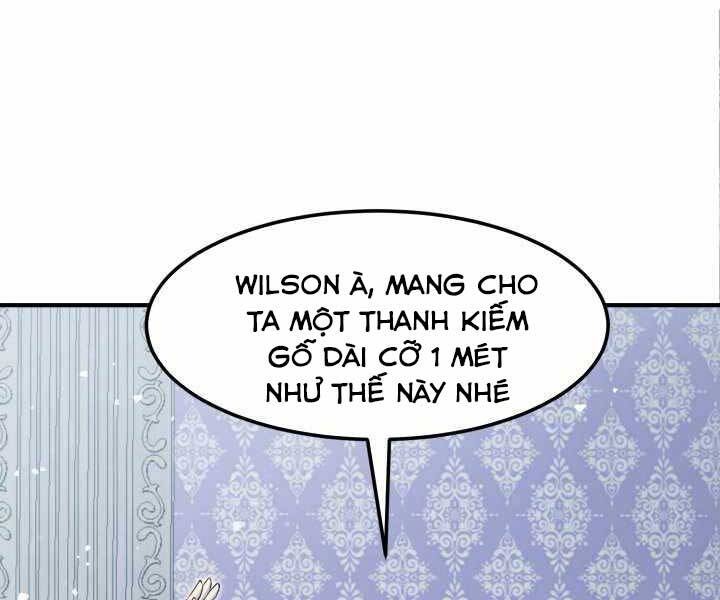 WILSON À, MANG CHO
TA MỘT THANH KIẾM
GỖ DÀI CỠ 1 MÉT
NHƯ THẾ NÀY NHÉ